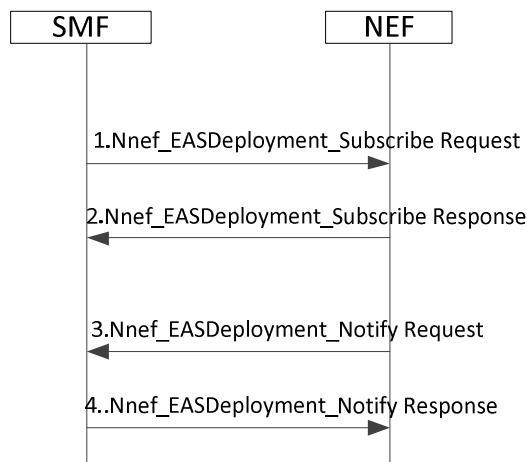 SMF
NEF
1.Nnef_EASDeployment_Subscribe Request
2.Nnef_EASDeployment_Subscribe Response
3.Nnef_EASDeployment_Notify Request
4..Nnef_EASDeployment_Notify Response